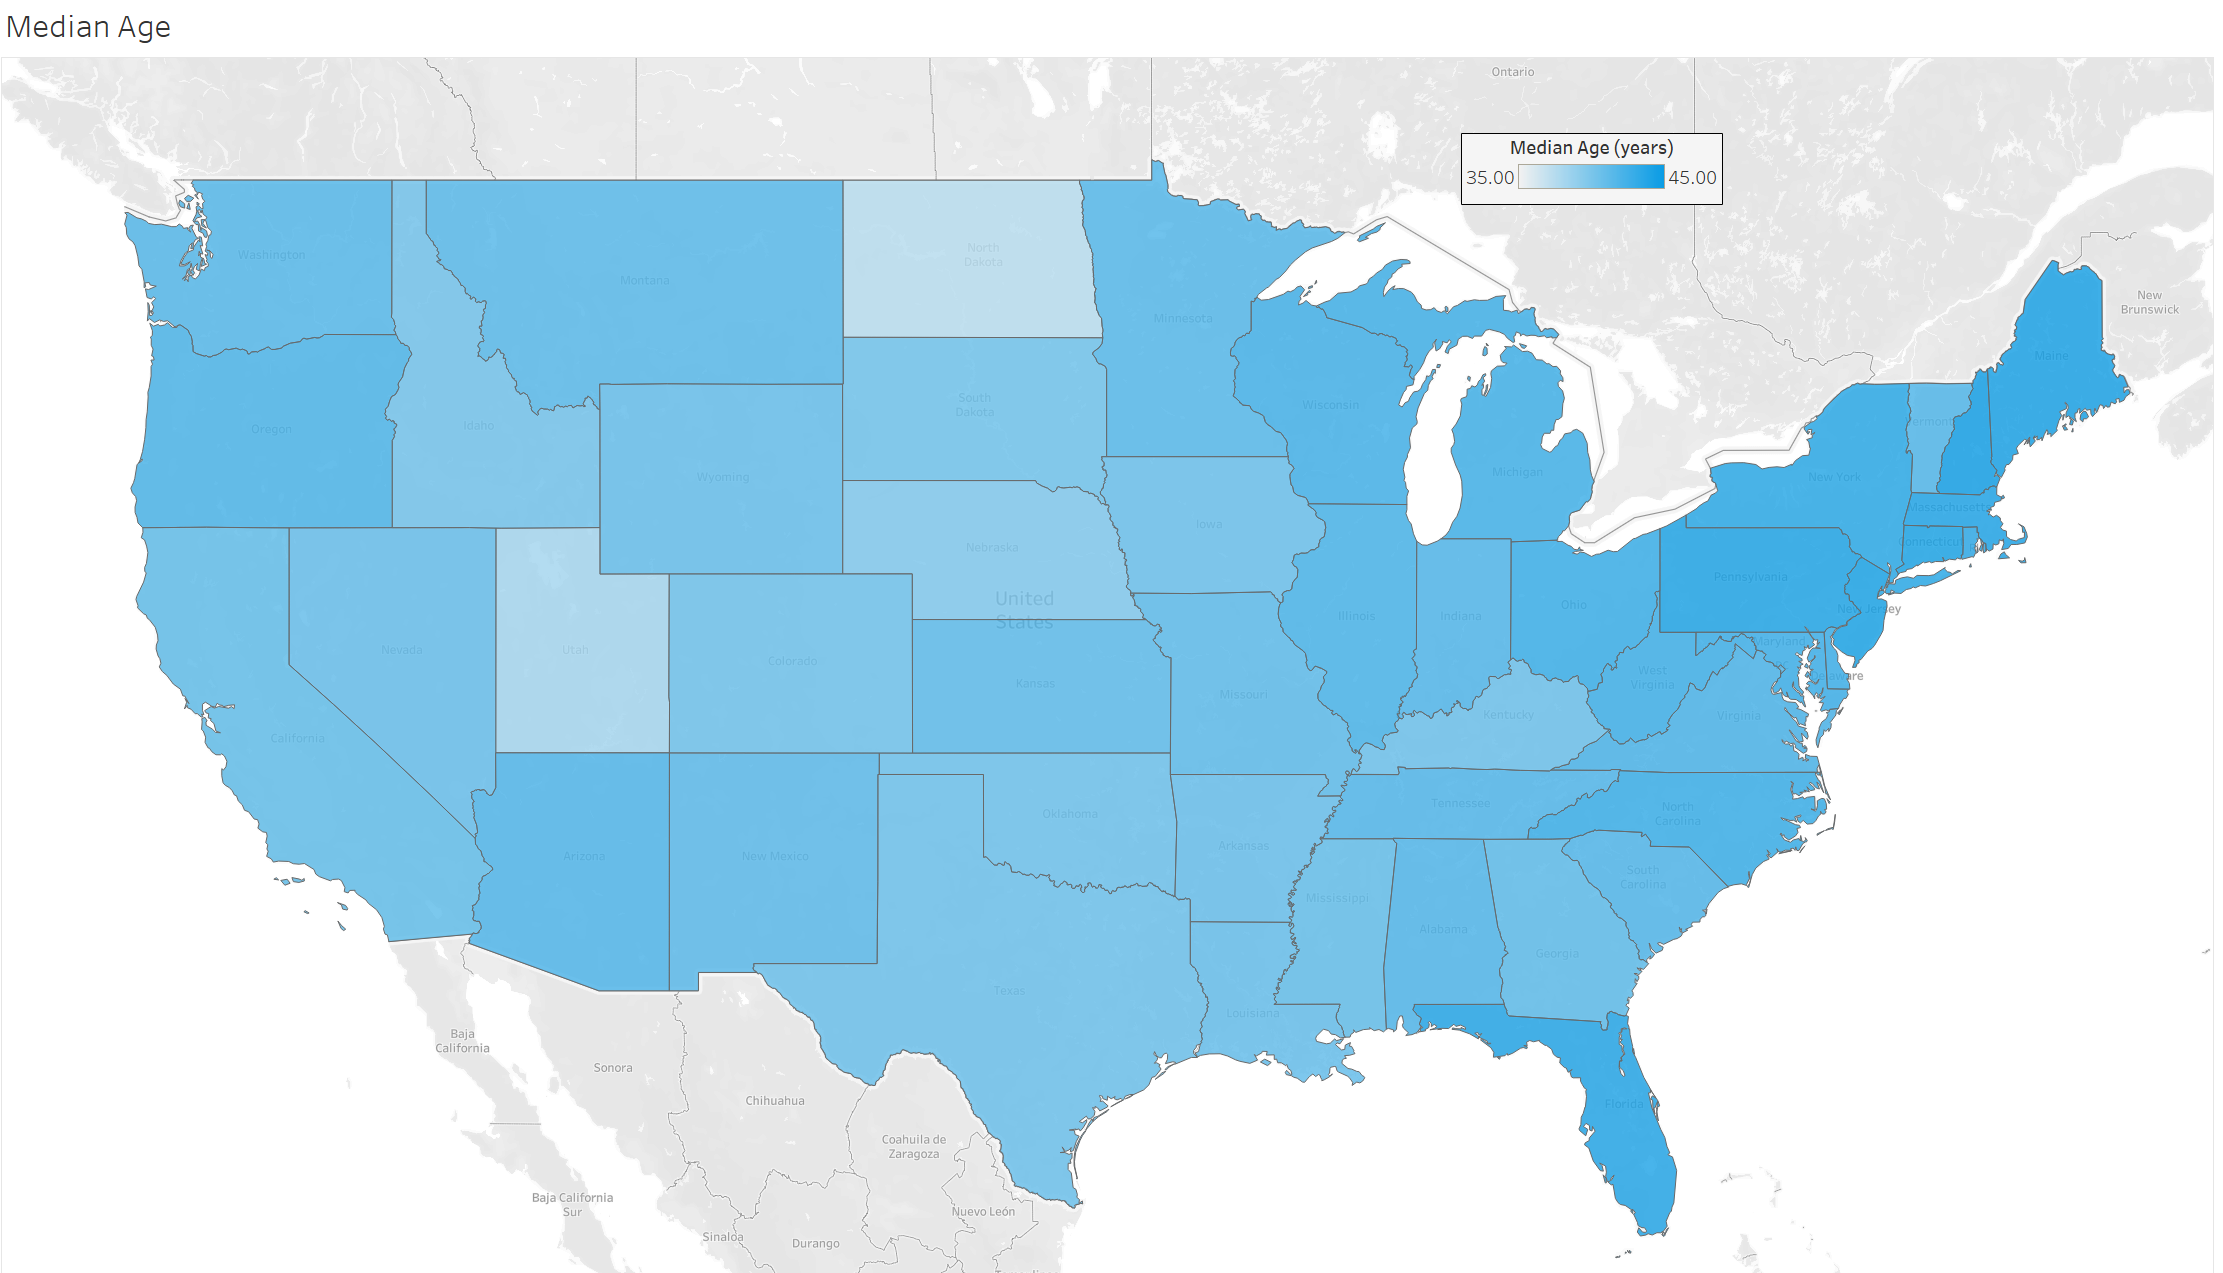 Median Age
Ontario
Median Age (years)
35.00
45.00
Washington
Montana
North
Dakota
Minnesota
New
Brunswick
Maine
Oregon
Idaho
South
Dakota
Wisconsin
Michigan
Vermont
New York
Wyoming
Massachusetts
Iowa
Nebraska
Connecticut
United
States
Pennsylvania
Ohio
New Jersey
Illinois
Indiana
Nevada
Utah
Colorado
Kansas
Missouri
West
Virginia
Maryland
Delaware
Kentucky
Virginia
California
Oklahoma
Tennessee
North
Carolina
Arizona
New Mexico
Arkansas
South
Carolina
Mississippi
Alabama
Georgia
Texas
Louisiana
Florida
Baja
California
Sonora
Chihuahua
Coahuila de
Zaragoza
Baja California
Sur
Nuevo León
Sinaloa
Durango